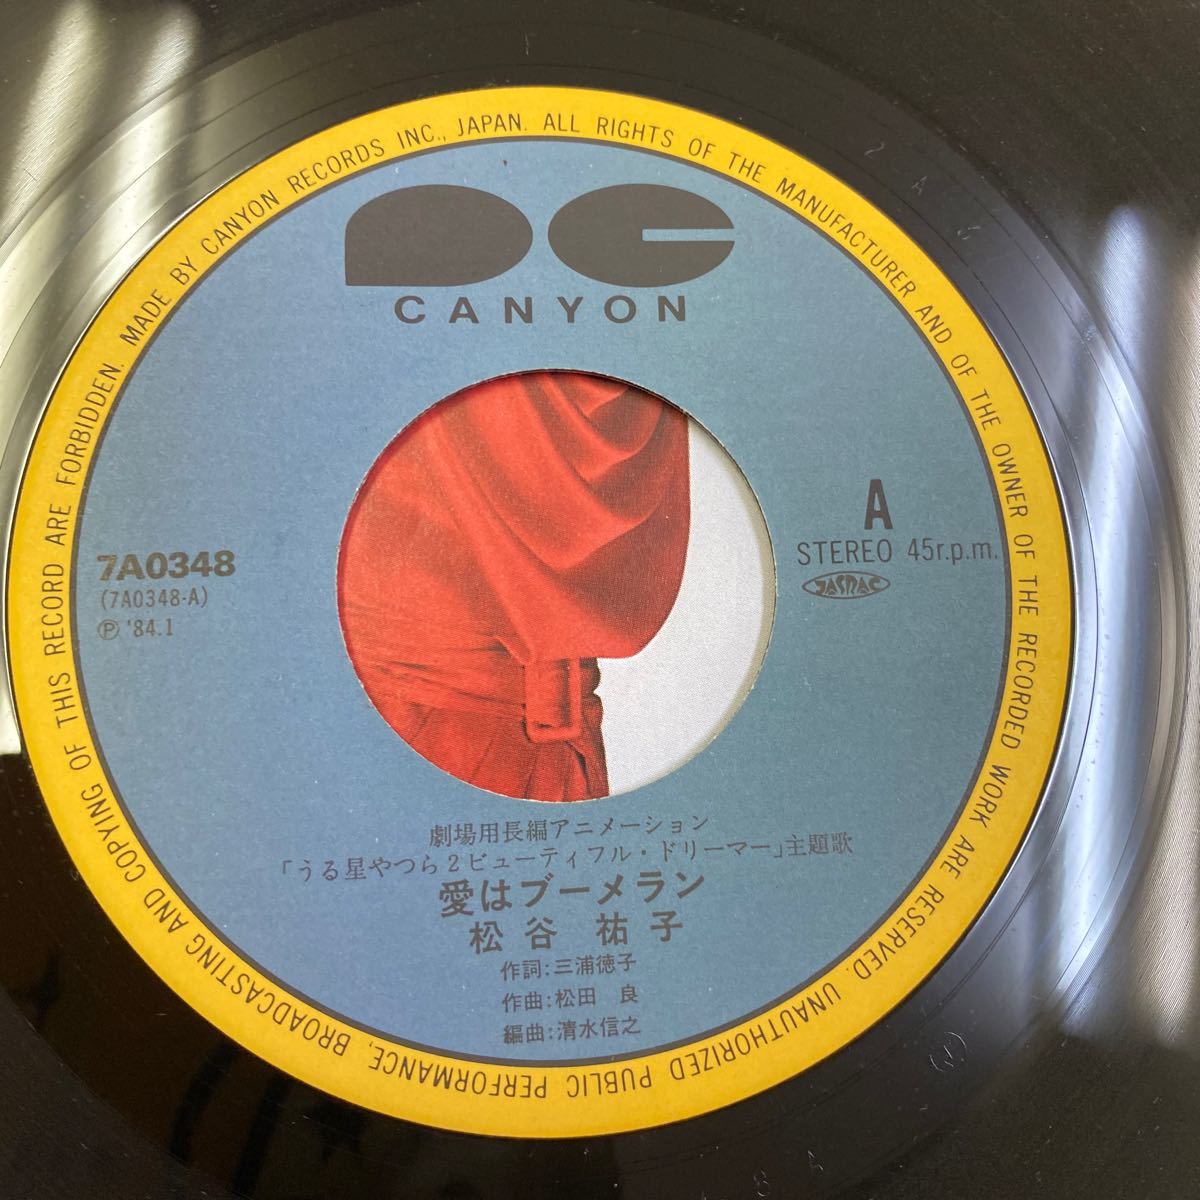 MADE BY CANYON RECORDS INC., JAPAN. ALL RIGHTS OF THE MANUFACTURER AND OF THE OWNER OF THE RECORDED WORK ARE RESERVED. UNAUTHORIZED PUBLIC PERFORMANCE, BROADCASTING AND COPYING OF THIS RECORD ARE FORBIDDEN.
CANYON
A
STEREO 45r.p.m.
JASRAC
7A0348
(7A0348-A)
Ⓟ '84.1
劇場用長編アニメーション
「うる星やつら2ビューティフル・ドリーマー」主題歌
愛はブーメラン
松谷 祐子
作詞:三浦徳子
作曲:松田 良
編曲:清水信之